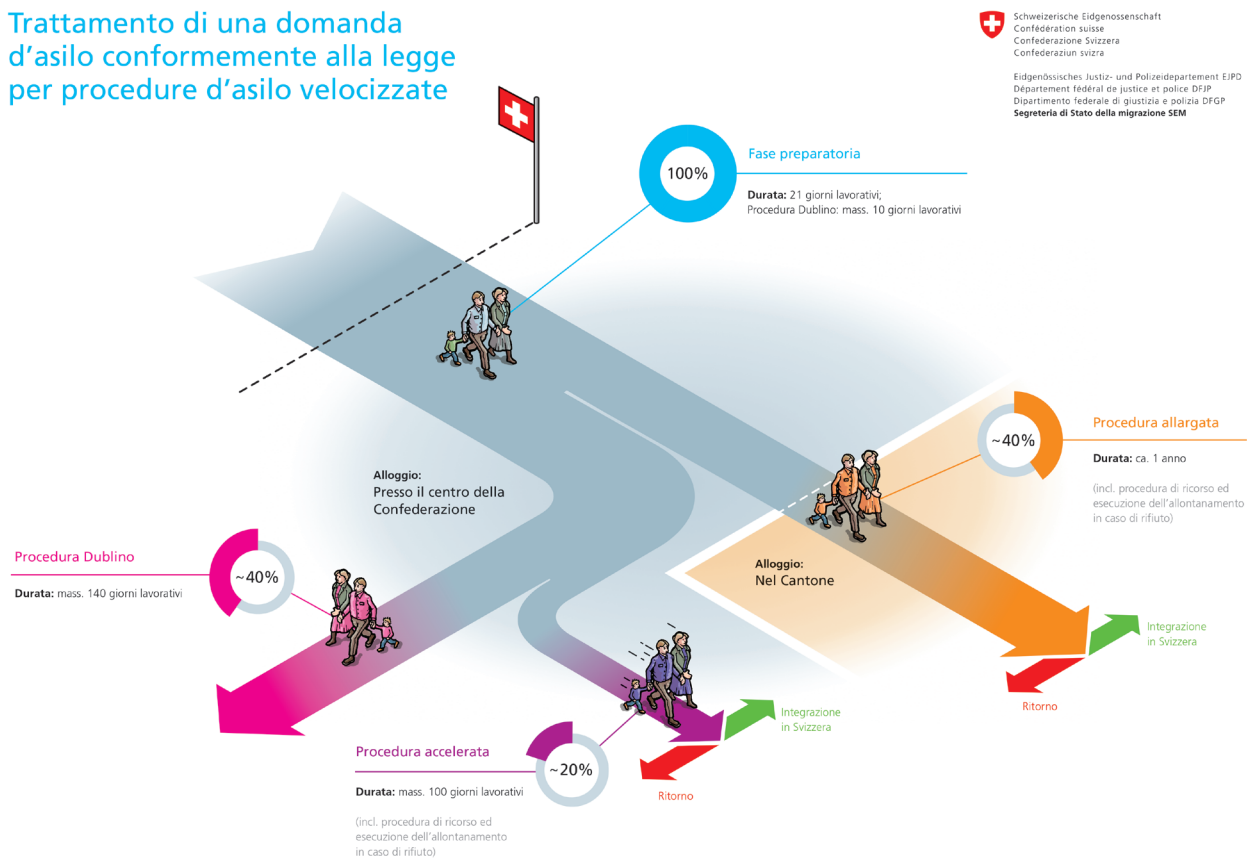 Trattamento di una domanda
d'asilo conformemente alla legge
per procedure d'asilo velocizzate
Schweizerische Eidgenossenschaft
Confédération suisse
Confederazione Svizzera
Confederaziun svizra
Eidgenössisches Justiz- und Polizeidepartement EJPD
Département fédéral de justice et police DFJP
Dipartimento federale di giustizia e polizia DFGP
Segreteria di Stato della migrazione SEM
100%
Fase preparatoria
Durata: 21 giorni lavorativi;
Procedura Dublino: mass. 10 giorni lavorativi
~40%
Procedura allargata
Durata: ca. 1 anno
(incl. procedura di ricorso ed
esecuzione dell'allontanamento
in caso di rifiuto)
Alloggio:
Presso il centro della
Confederazione
Alloggio:
Nel Cantone
Procedura Dublino
Durata: mass. 140 giorni lavorativi
~40%
Integrazione
in Svizzera
Ritorno
Integrazione
in Svizzera
Ritorno
Procedura accelerata
Durata: mass. 100 giorni lavorativi
(incl. procedura di ricorso ed
esecuzione dell'allontanamento
in caso di rifiuto)
~20%